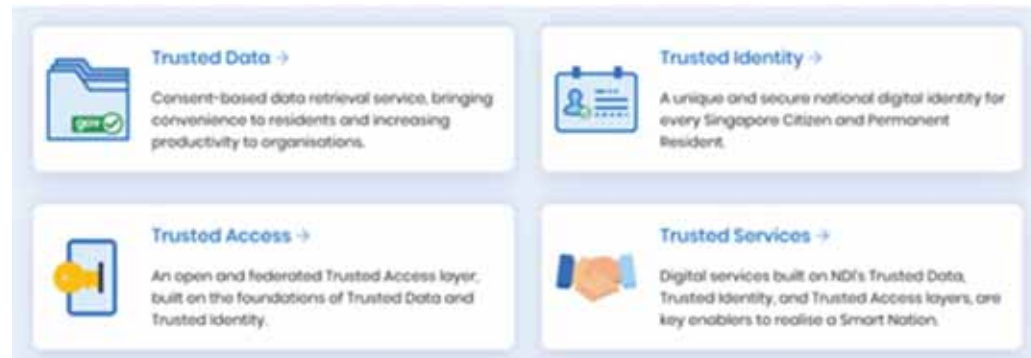 Trusted Data →
Consent-based data retrieval service, bringing
convenience to residents and increasing
productivity to organisations.
gov
Trusted Identity →
A unique and secure national digital identity for
every Singapore Citizen and Permanent
Resident.
Trusted Access →
An open and federated Trusted Access layer,
built on the foundations of Trusted Data and
Trusted Identity.
Trusted Services →
Digital services built on NDI's Trusted Data,
Trusted Identity, and Trusted Access layers, are
key enablers to realise a Smart Nation.